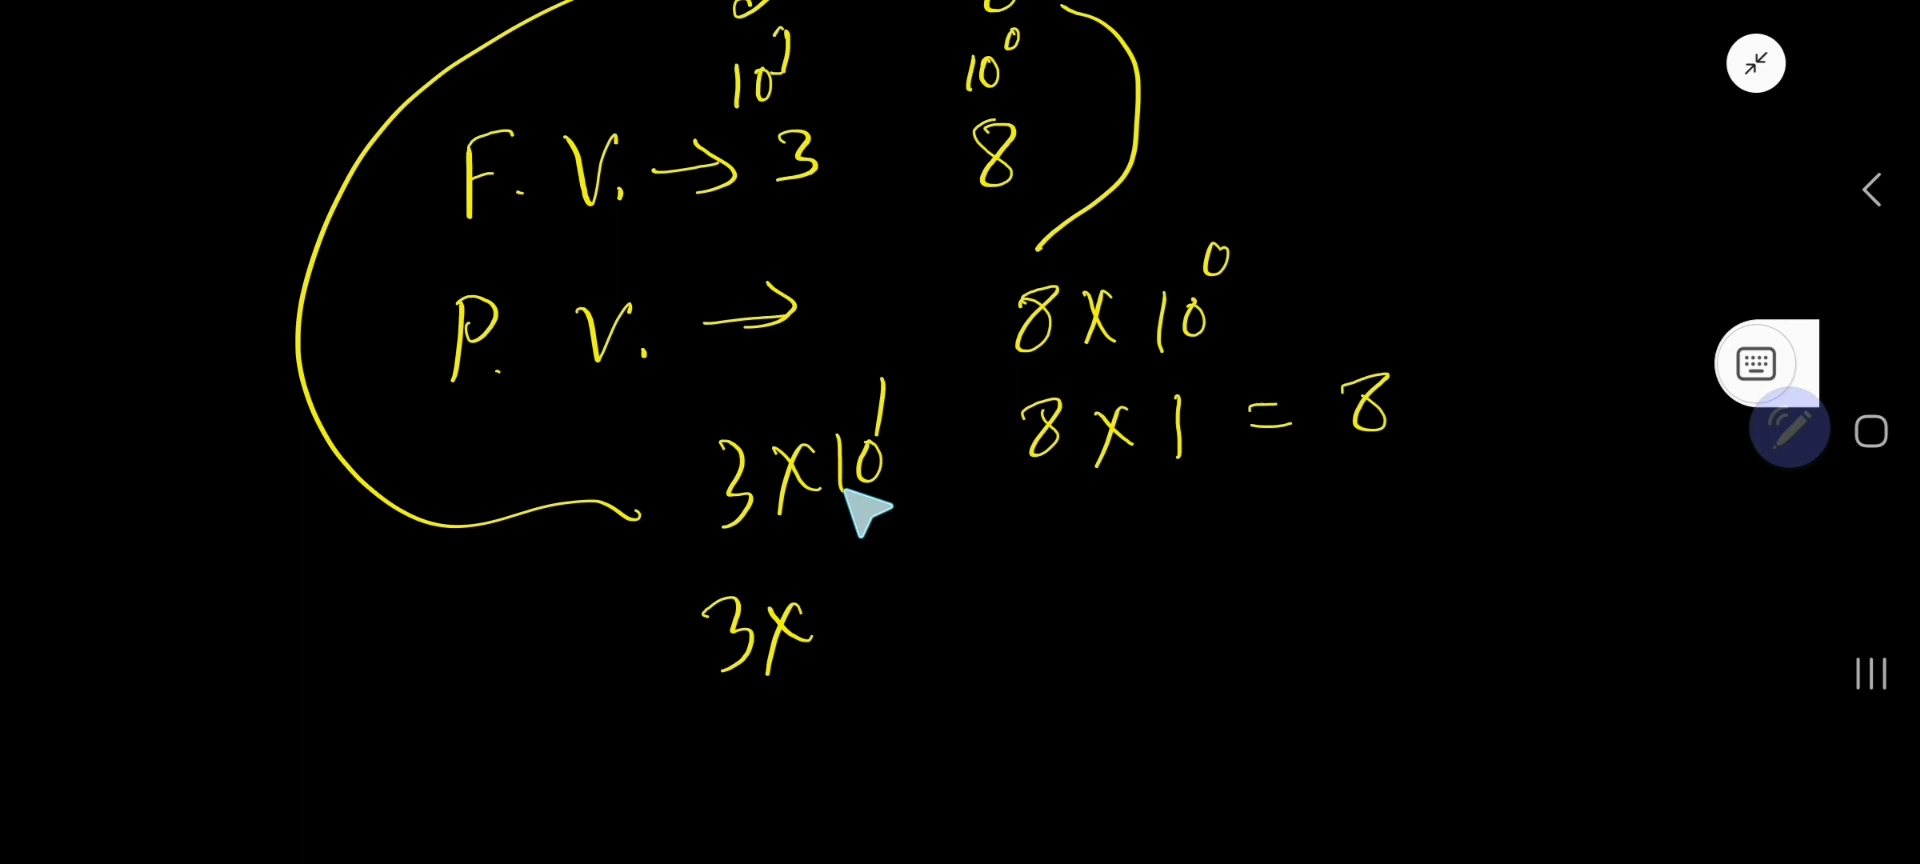 10¹ 10⁰
F. V. → 3 8
P. V. → 8 x 10⁰
3 x 10¹ 8 x 1 = 8
3 x